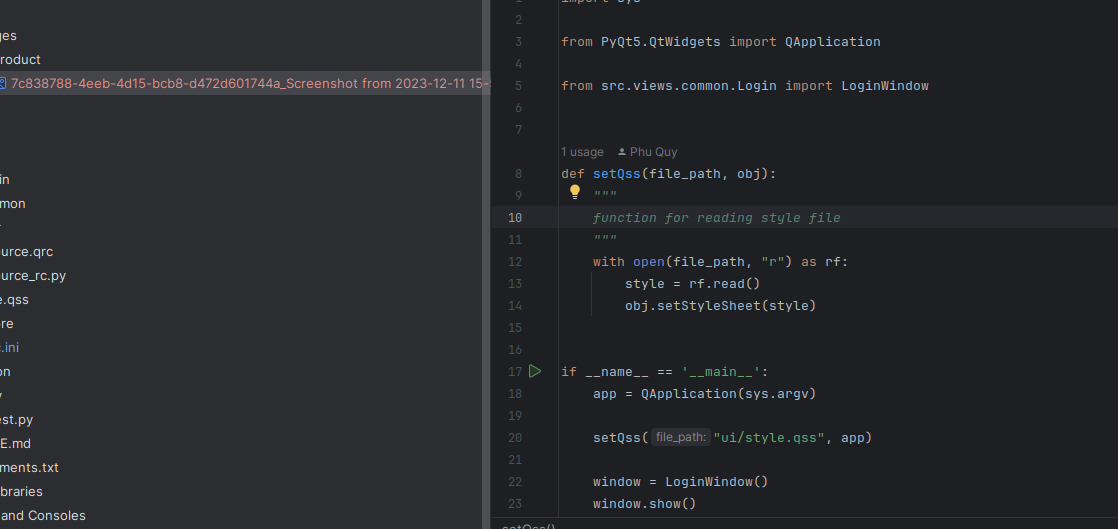 ges
roduct
7c838788-4eeb-4d15-bcb8-d472d601744a_Screenshot from 2023-12-11 15-
in
mon
urce.qrc
urce_rc.py
e.qss
re
.ini
on
est.py
E.md
ments.txt
braries
and Consoles
import sys
2
3 from PyQt5.QtWidgets import QApplication
4
5 from src.views.common.Login import LoginWindow
6
7
1 usage Phu Quy
8 def setQss(file_path, obj):
9 """
10 function for reading style file
11 """
12 with open(file_path, "r") as rf:
13 style = rf.read()
14 obj.setStyleSheet(style)
15
16
17 if __name__ == '__main__':
18 app = QApplication(sys.argv)
19
20 setQss( file_path: "ui/style.qss", app)
21
22 window = LoginWindow()
23 window.show()
setQss()